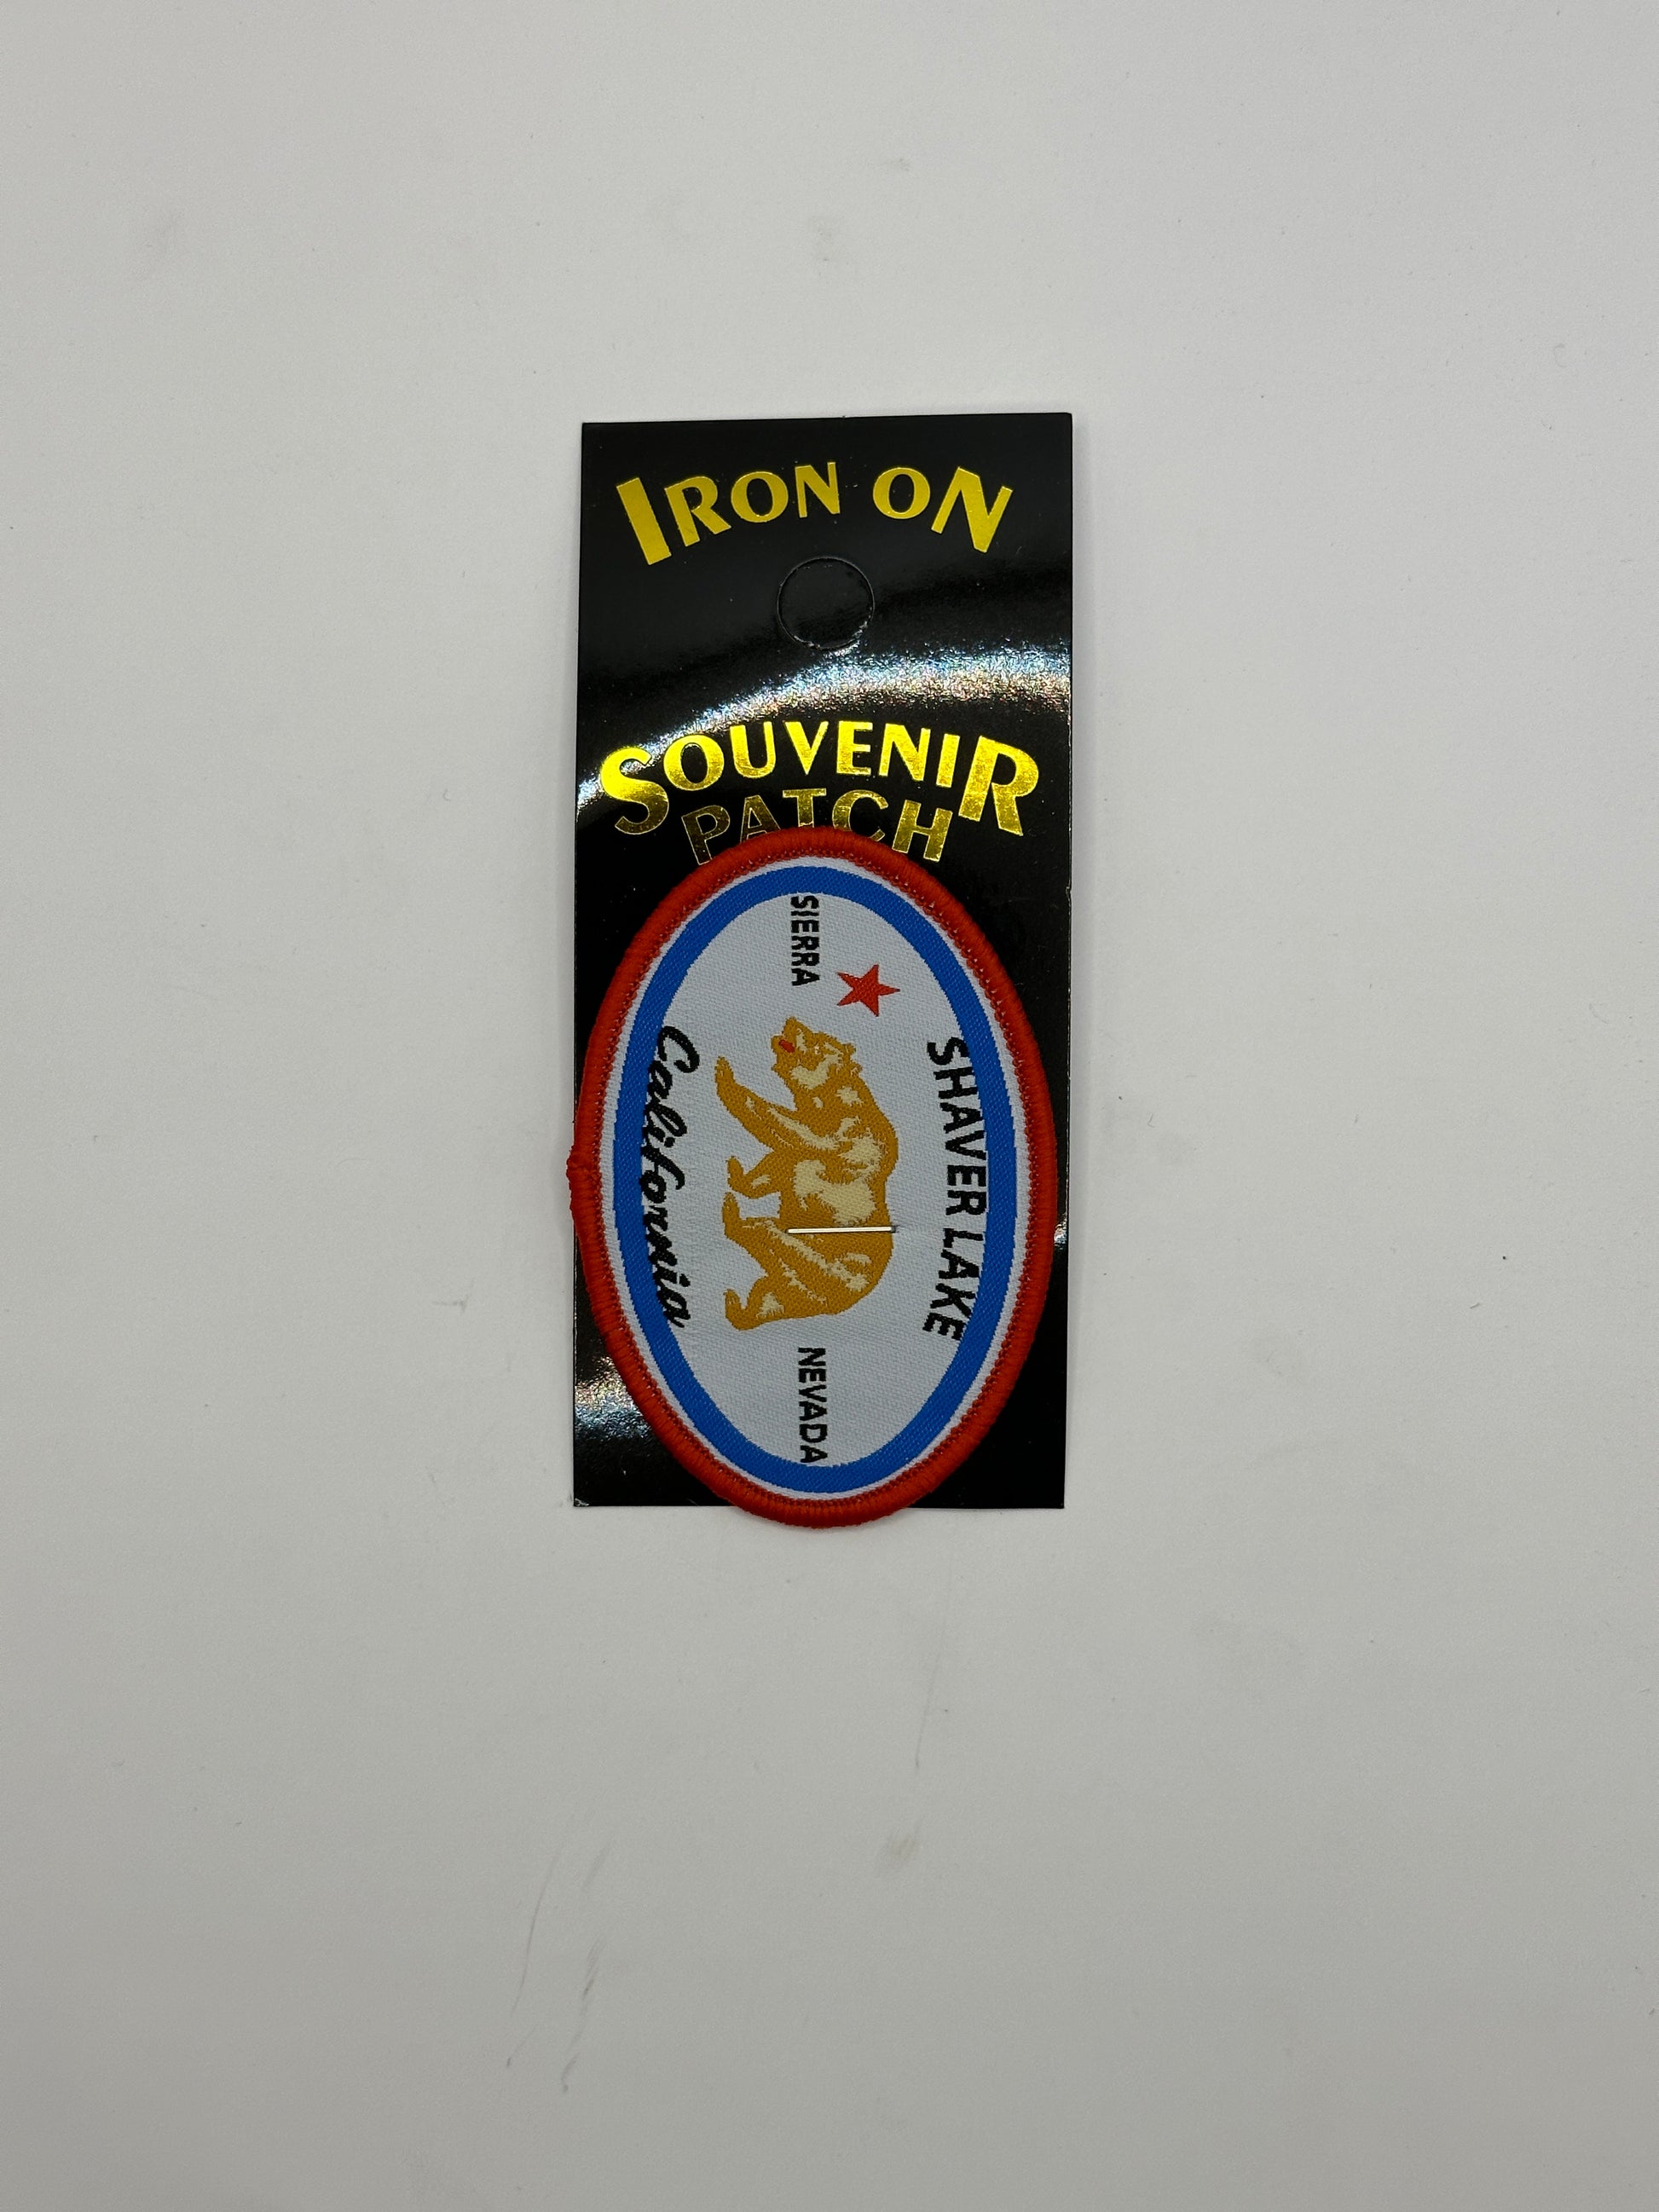 IRON ON
SOUVENIR
PATCH
SHAVER LAKE
SIERRA
NEVADA
California